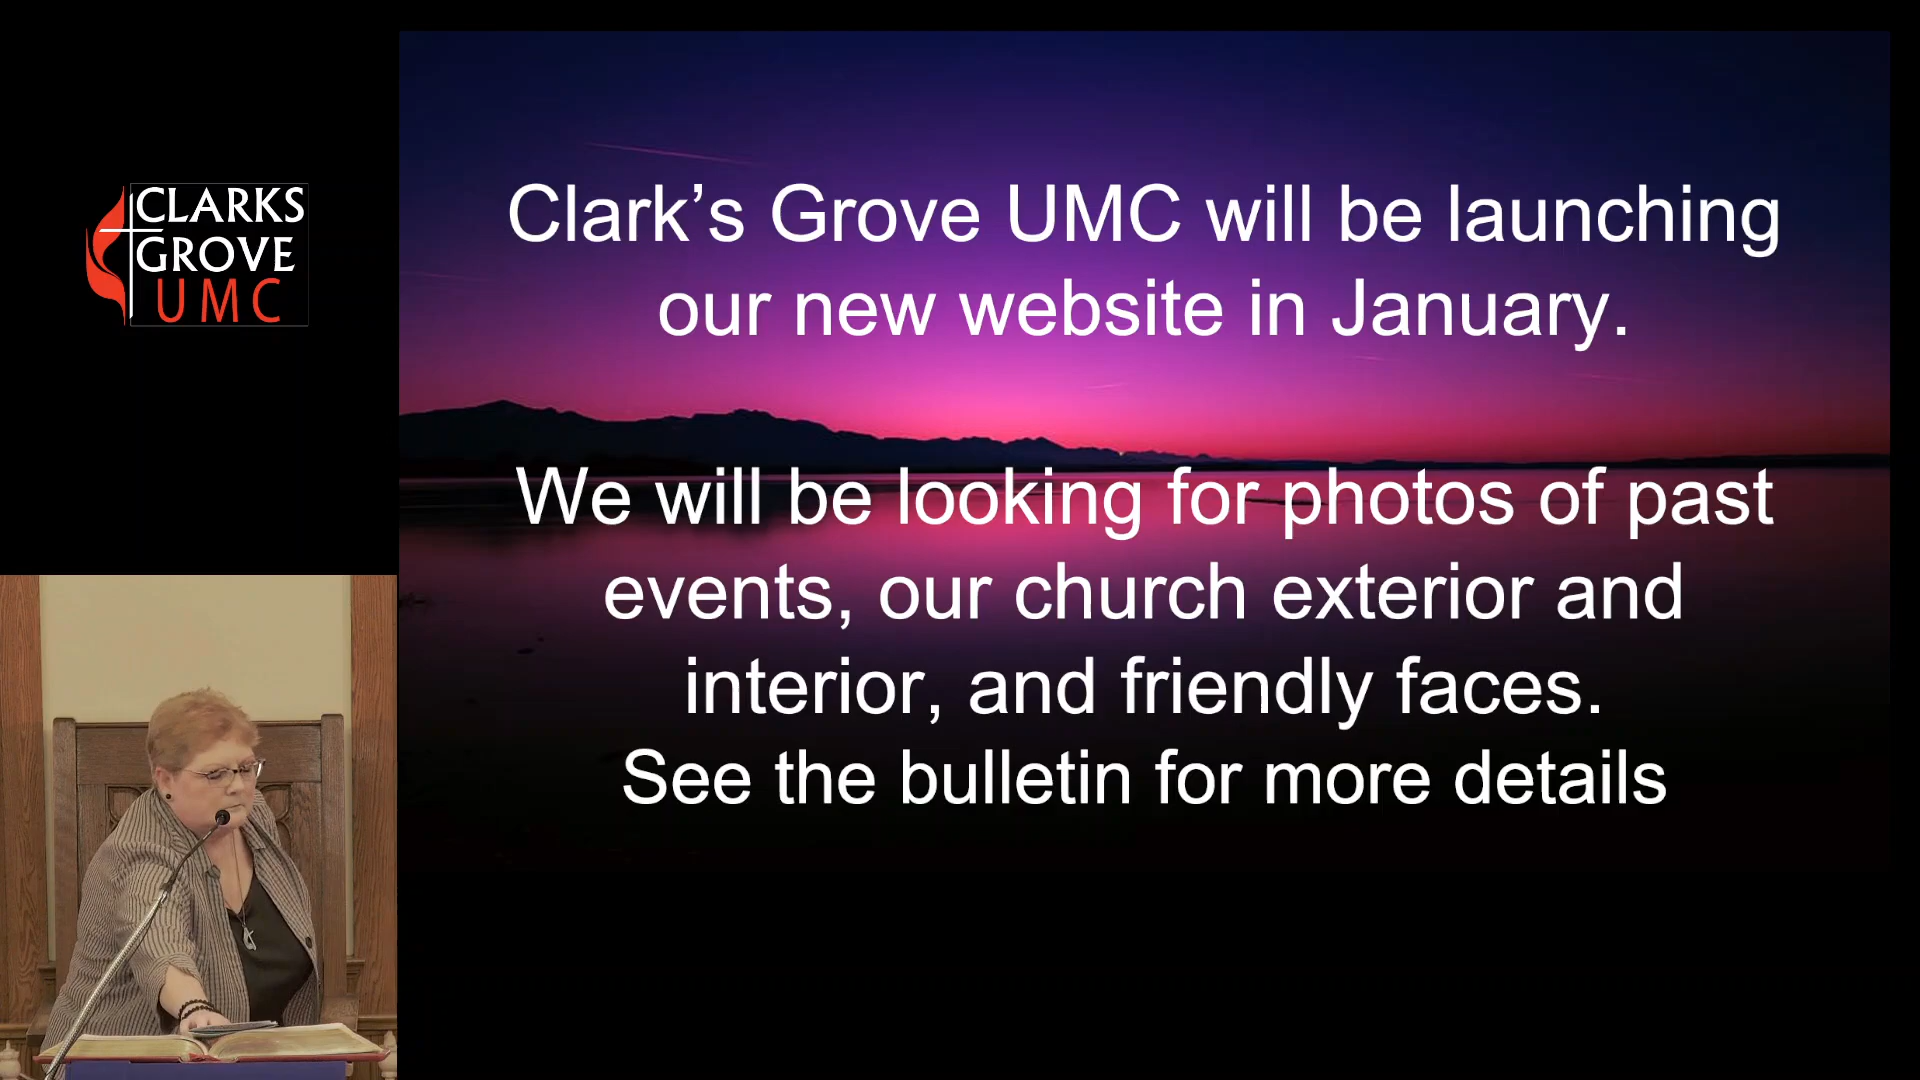 CLARKS
GROVE
UMC
Clark’s Grove UMC will be launching
our new website in January.
We will be looking for photos of past
events, our church exterior and
interior, and friendly faces.
See the bulletin for more details